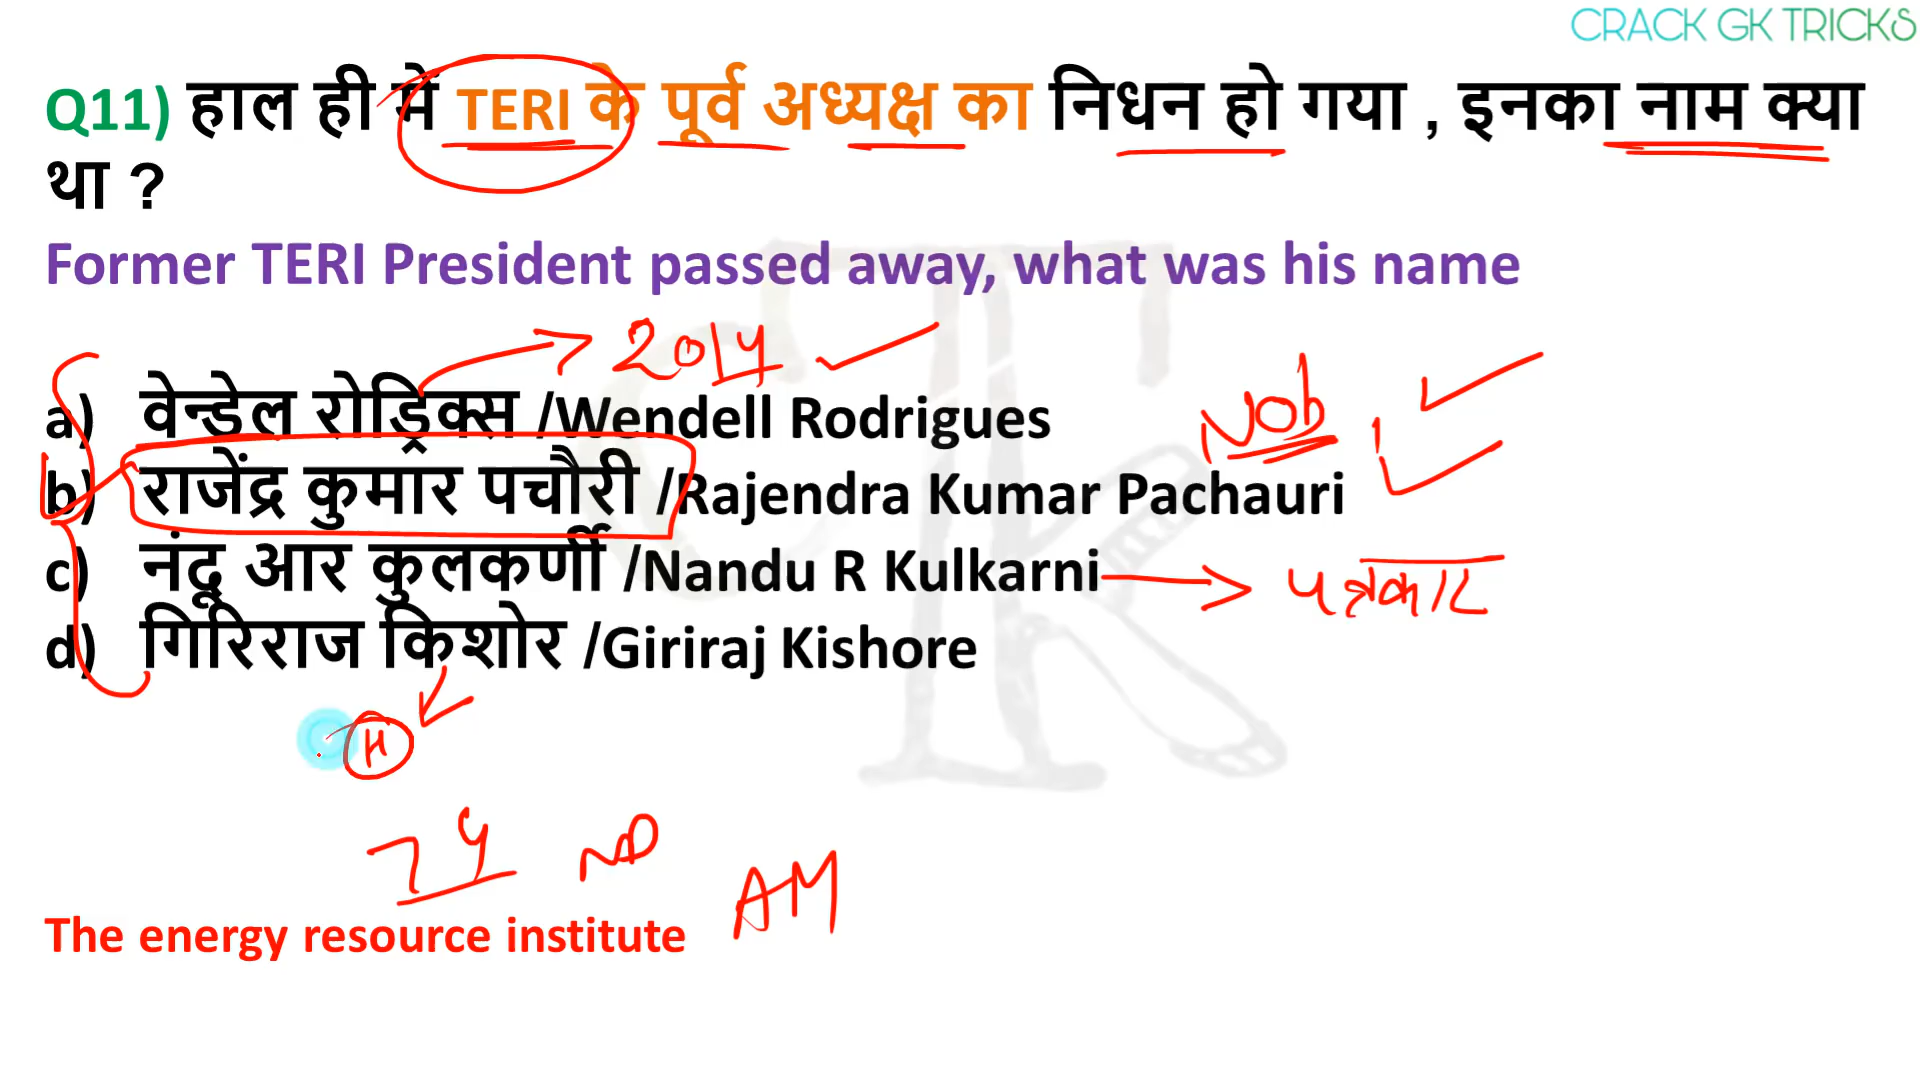 CRACK GK TRICKS
Q11) हाल ही में TERI के पूर्व अध्यक्ष का निधन हो गया , इनका नाम क्या
था ?
Former TERI President passed away, what was his name
2014
a) वेन्डेल रोड्रिक्स /Wendell Rodrigues
Nob
b) राजेंद्र कुमार पचौरी /Rajendra Kumar Pachauri
c) नंदू आर कुलकर्णी /Nandu R Kulkarni
पत्रकार
d) गिरिराज किशोर /Giriraj Kishore
H
ND
AM
The energy resource institute